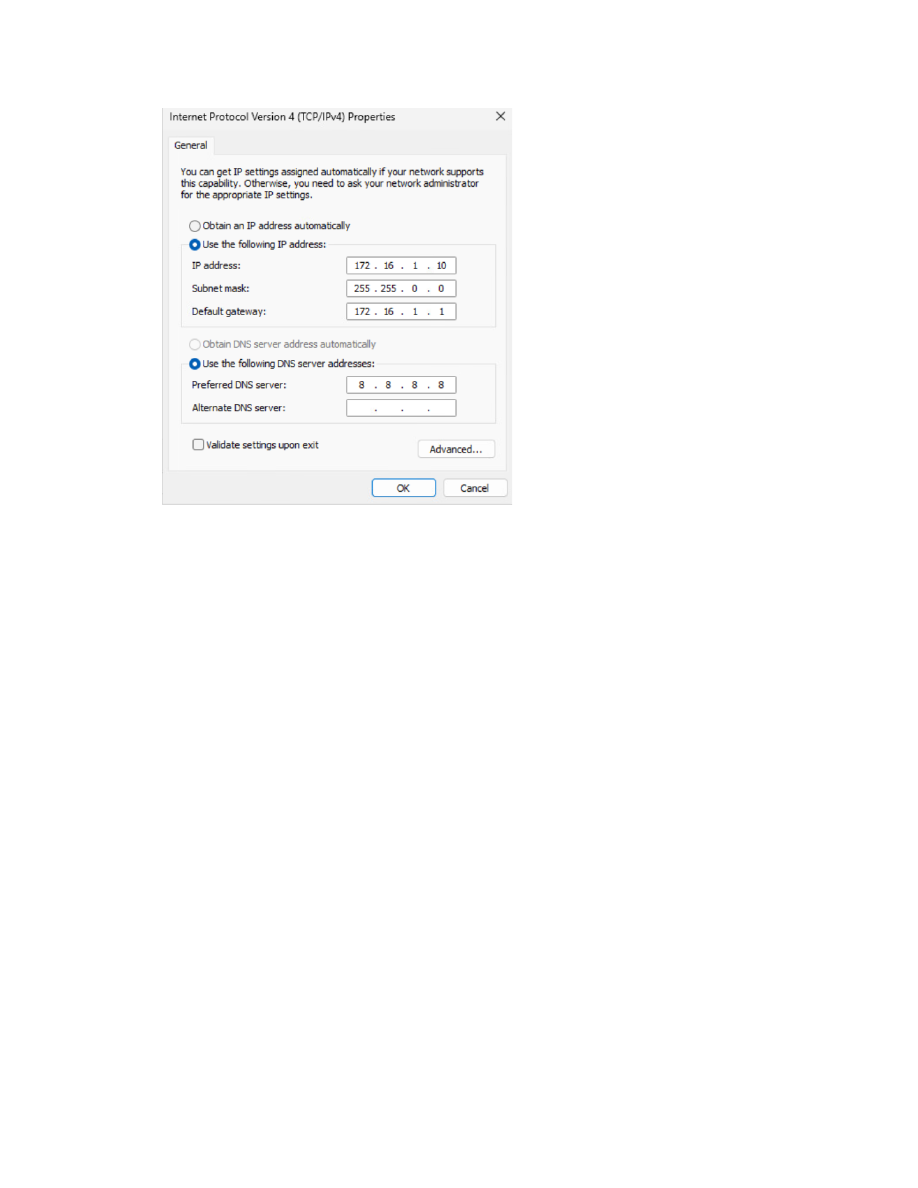 Internet Protocol Version 4 (TCP/IPv4) Properties
General
You can get IP settings assigned automatically if your network supports
this capability. Otherwise, you need to ask your network administrator
for the appropriate IP settings.
Obtain an IP address automatically
Use the following IP address:
IP address: 172 . 16 . 1 . 10
Subnet mask: 255 . 255 . 0 . 0
Default gateway: 172 . 16 . 1 . 1
Obtain DNS server address automatically
Use the following DNS server addresses:
Preferred DNS server: 8 . 8 . 8 . 8
Alternate DNS server: . . .
Validate settings upon exit
Advanced...
OK Cancel